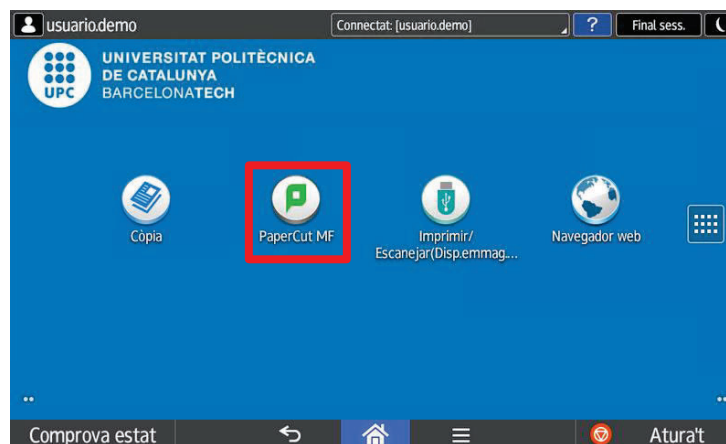 usuario.demo
Connectat: [usuario.demo]
?
Final sess.
UNIVERSITAT POLITÈCNICA
DE CATALUNYA
BARCELONATECH
UPC
Còpia
PaperCut MF
Imprimir/
Escanejar(Disp.emmag....
Navegador web
Comprova estat
Atura't